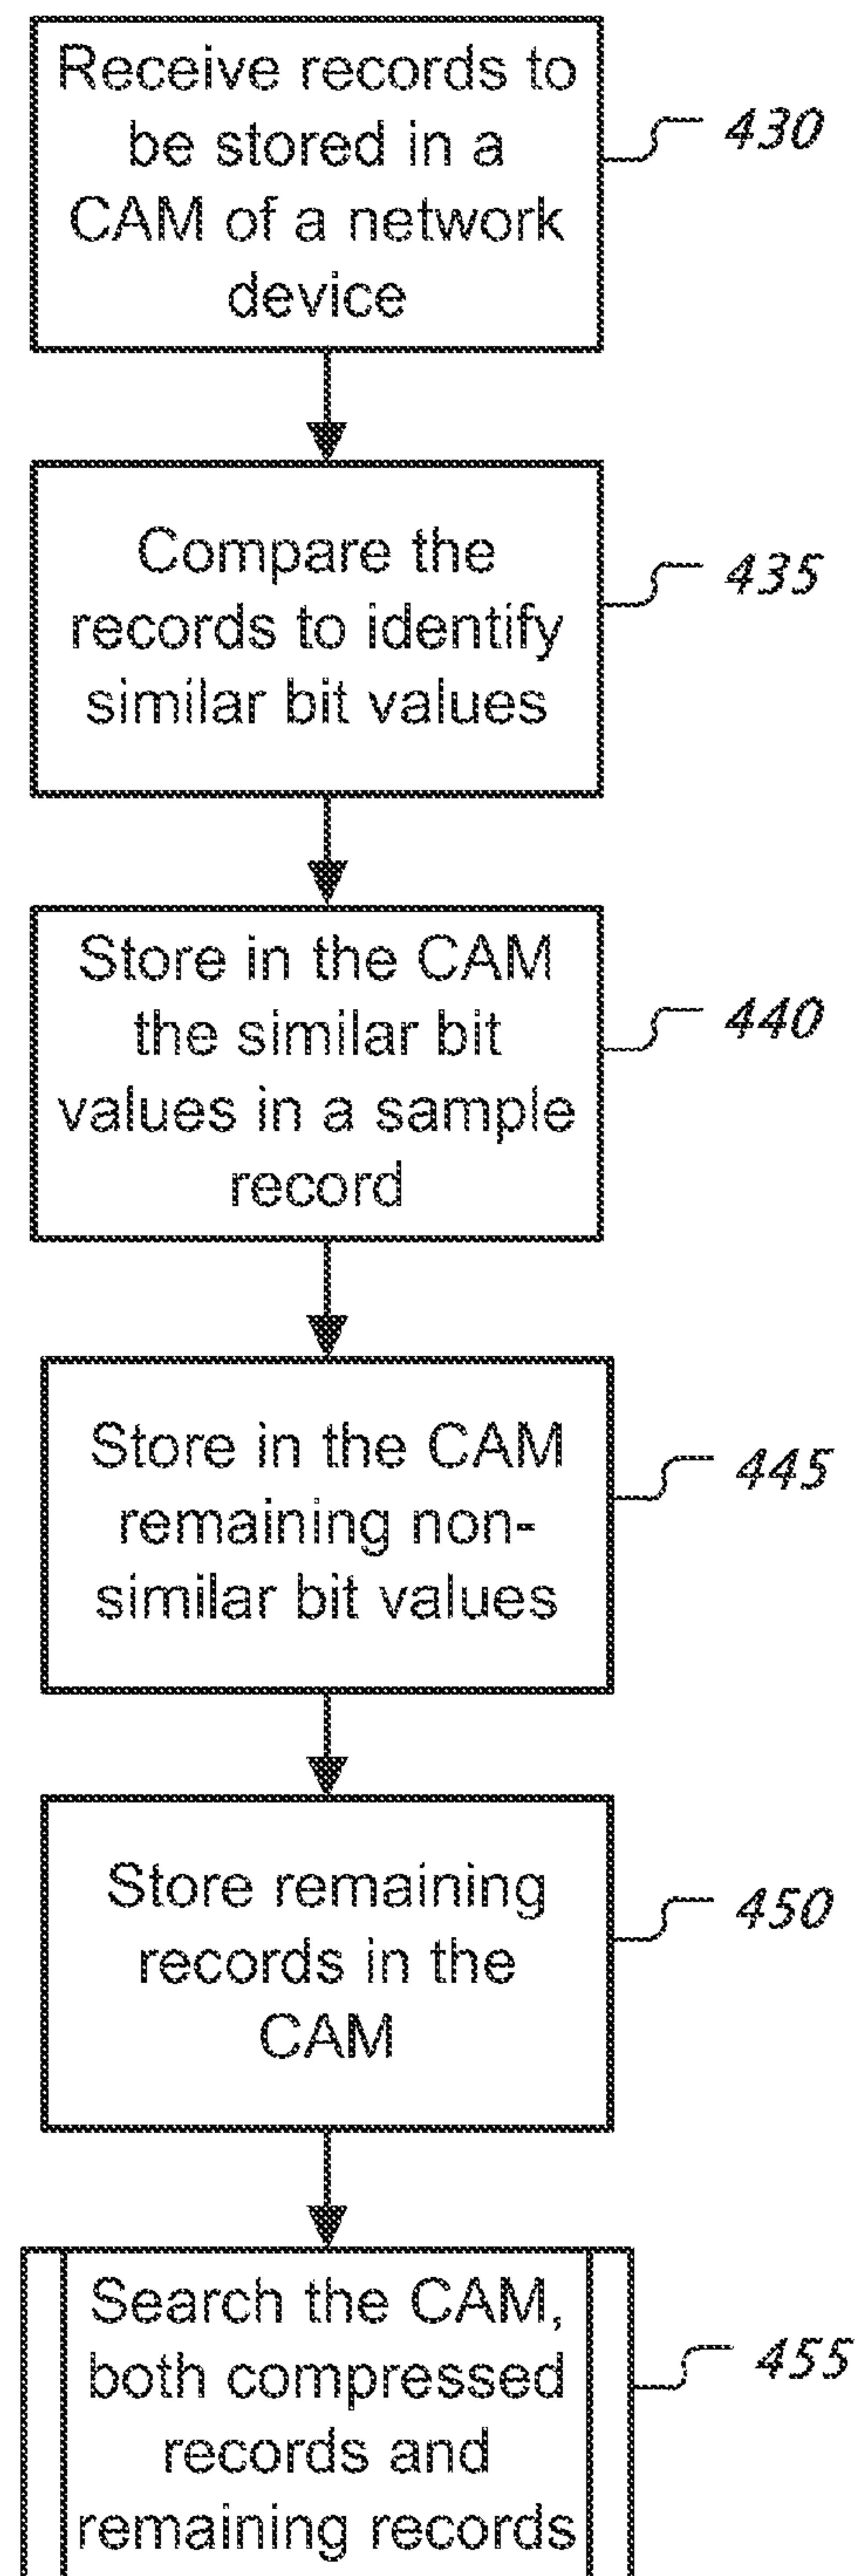 Receive records to
be stored in a
CAM of a network
device
430
Compare the
records to identify
similar bit values
435
Store in the CAM
the similar bit
values in a sample
record
440
Store in the CAM
remaining non-
similar bit values
445
Store remaining
records in the
CAM
450
Search the CAM,
both compressed
records and
remaining records
455